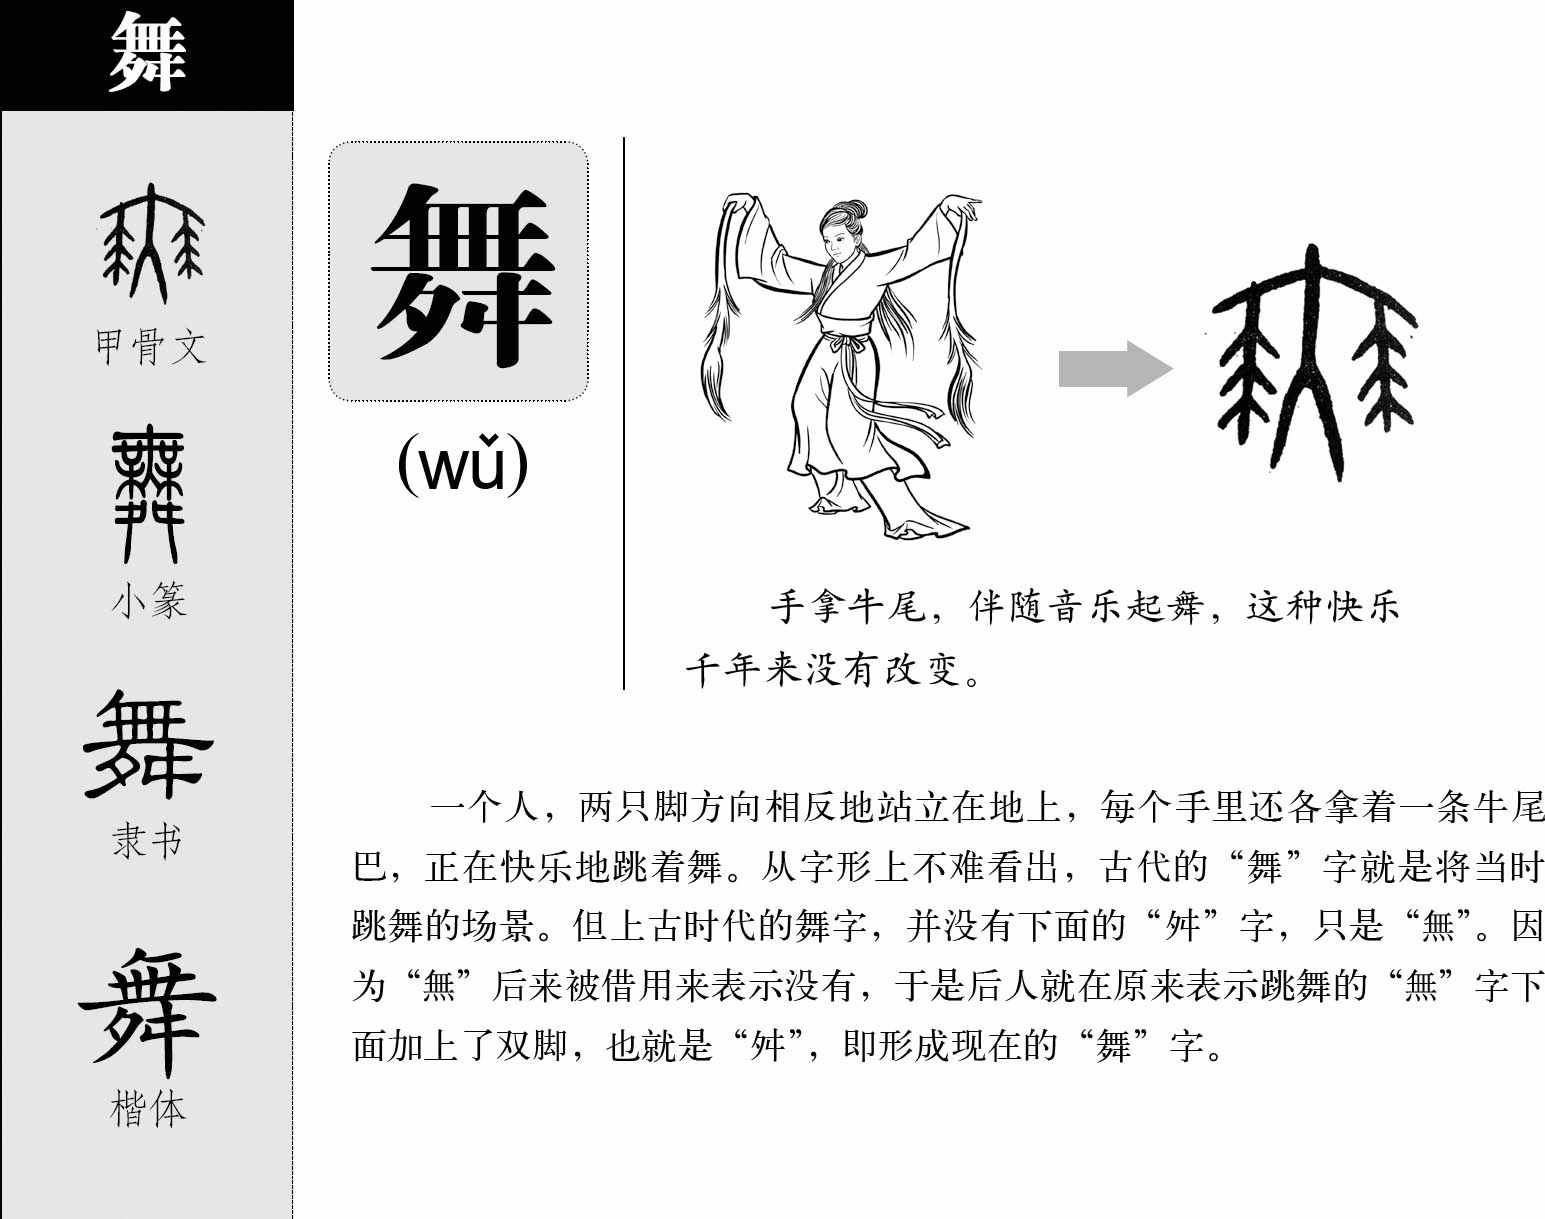 舞
甲骨文
小篆
隶书
楷体
舞
(wǔ)
手拿牛尾，伴随音乐起舞，这种快乐
千年来没有改变。
一个人，两只脚方向相反地站立在地上，每个手里还各拿着一条牛尾
巴，正在快乐地跳着舞。从字形上不难看出，古代的“舞”字就是将当时
跳舞的场景。但上古时代的舞字，并没有下面的“舛”字，只是“無”。因
为“無”后来被借用来表示没有，于是后人就在原来表示跳舞的“無”字下
面加上了双脚，也就是“舛”，即形成现在的“舞”字。